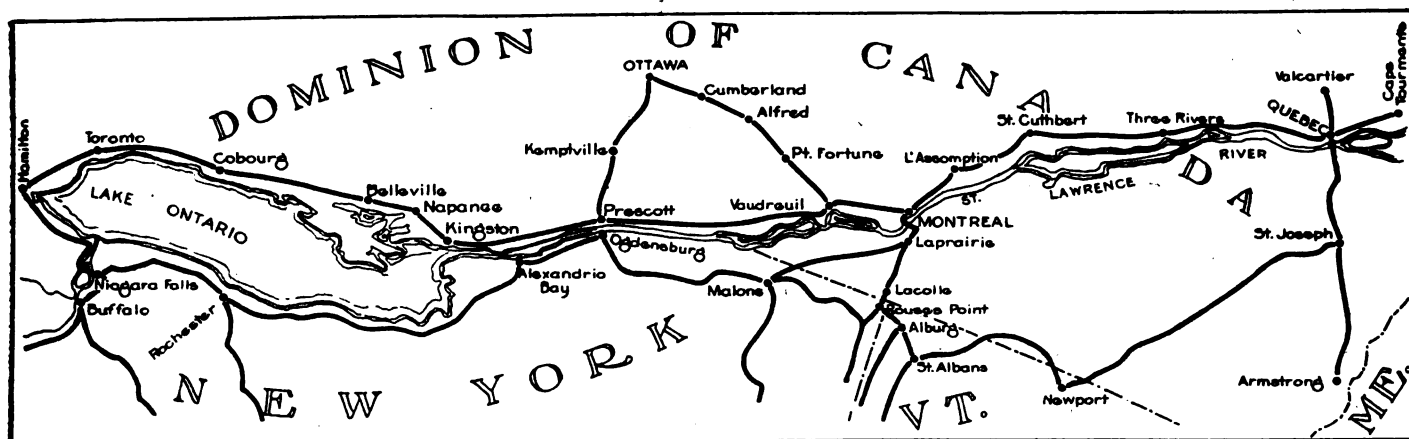 DOMINION OF CANADA
OTTAWA
Cumberland
Alfred
Kemptville
Pt. Fortune
Toronto
Cobourg
Hamilton
Belleville
Napanee
Kingston
LAKE ONTARIO
Prescott
Ogdensburg
Vaudreuil
MONTREAL
Laprairie
L'Assomption
St. Cuthbert
Three Rivers
ST. LAWRENCE RIVER
Valcartier
QUEBEC
Cape
Tourmente
St. Joseph
Armstrong
Niagara Falls
Buffalo
Rochester
Alexandrio
Bay
Malone
Lacolle
Rouses Point
Alburg
St. Albans
Newport
NEW YORK
VT.
ME.